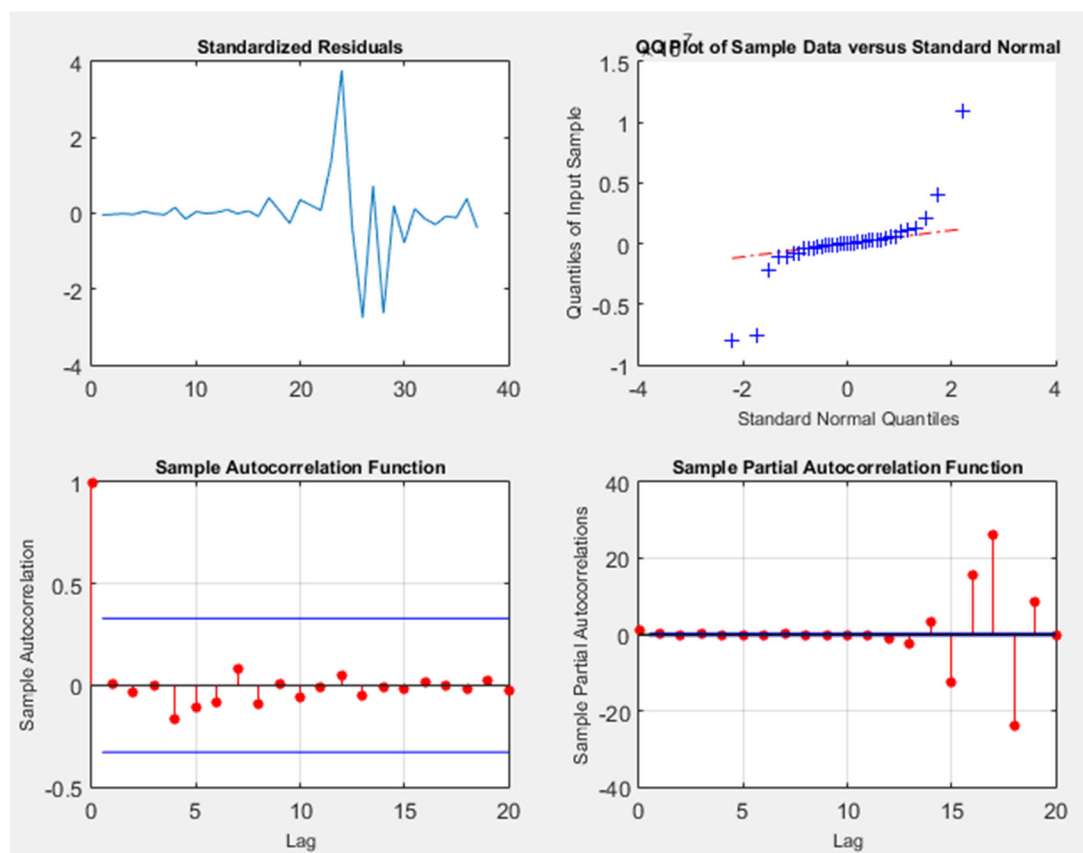 Standardized Residuals
4
2
0
-2
-4
0 10 20 30 40
QQ Plot of Sample Data versus Standard Normal
1.5
1
0.5
0
-0.5
-1
-4 -2 0 2 4
Quantiles of Input Sample
Standard Normal Quantiles
Sample Autocorrelation Function
1
0.5
0
-0.5
0 5 10 15 20
Sample Autocorrelation
Lag
Sample Partial Autocorrelation Function
40
20
0
-20
-40
0 5 10 15 20
Sample Partial Autocorrelations
Lag